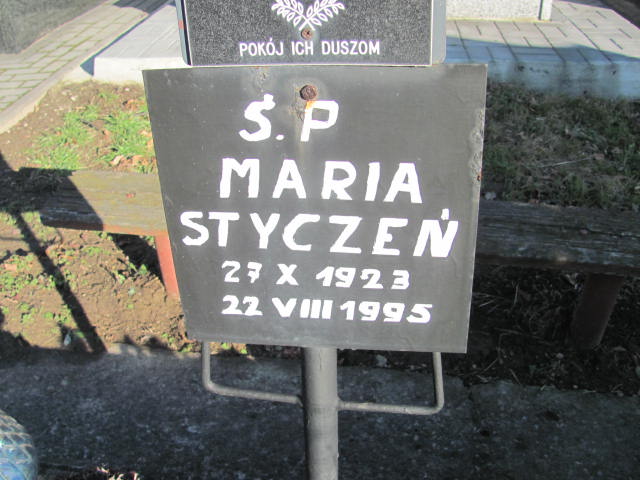 POKÓJ ICH DUSZOM
Ś.P
MARIA
STYCZEŃ
27 X 1923
22 VIII 1995